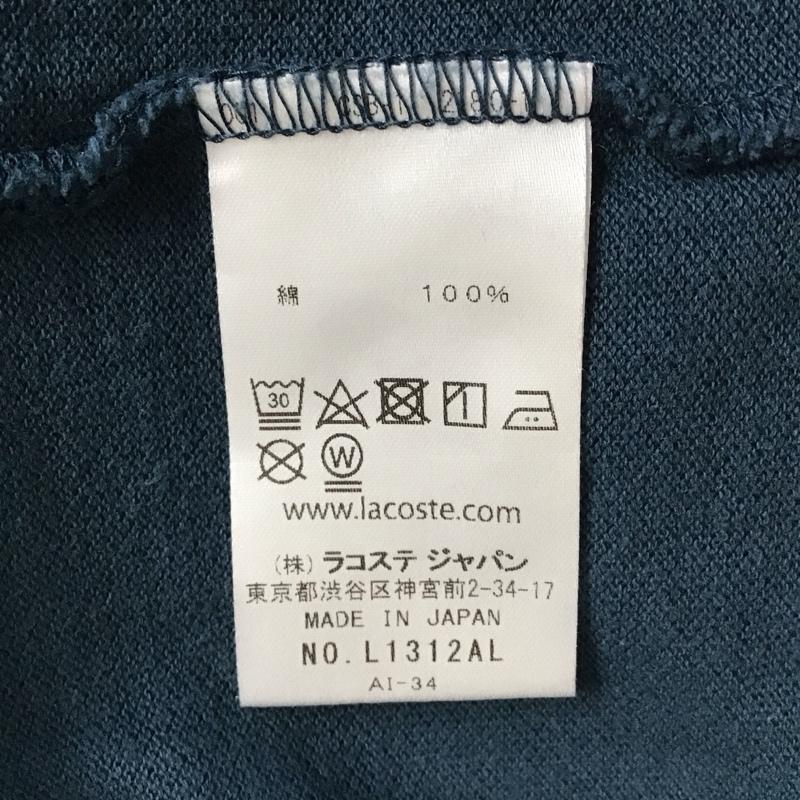 綿 100%
30
W
www.lacoste.com
(株) ラコステ ジャパン
東京都渋谷区神宮前2-34-17
MADE IN JAPAN
NO. L1312AL
AI-34